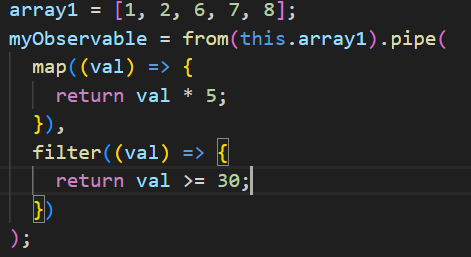 array1 = [1, 2, 6, 7, 8];
myObservable = from(this.array1).pipe(
  map((val) => {
    return val * 5;
  }),
  filter((val) => {
    return val >= 30;
  })
);